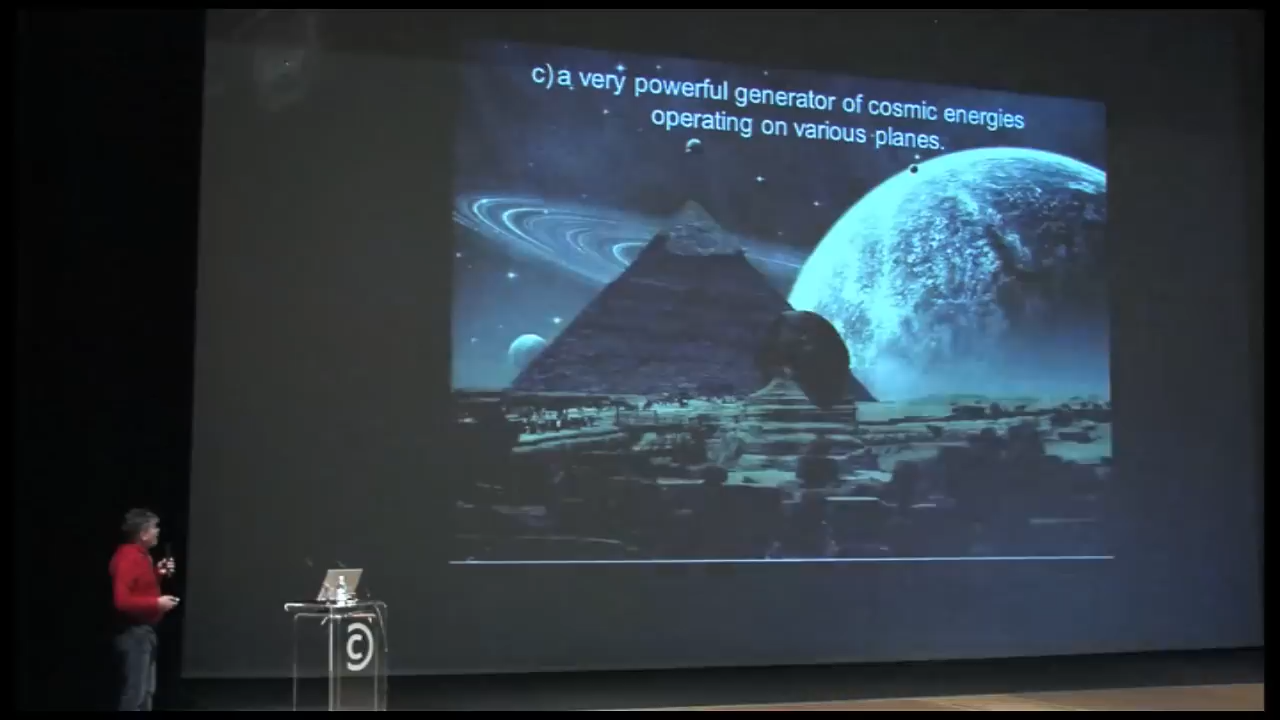 c) a very powerful generator of cosmic energies
operating on various planes.
©